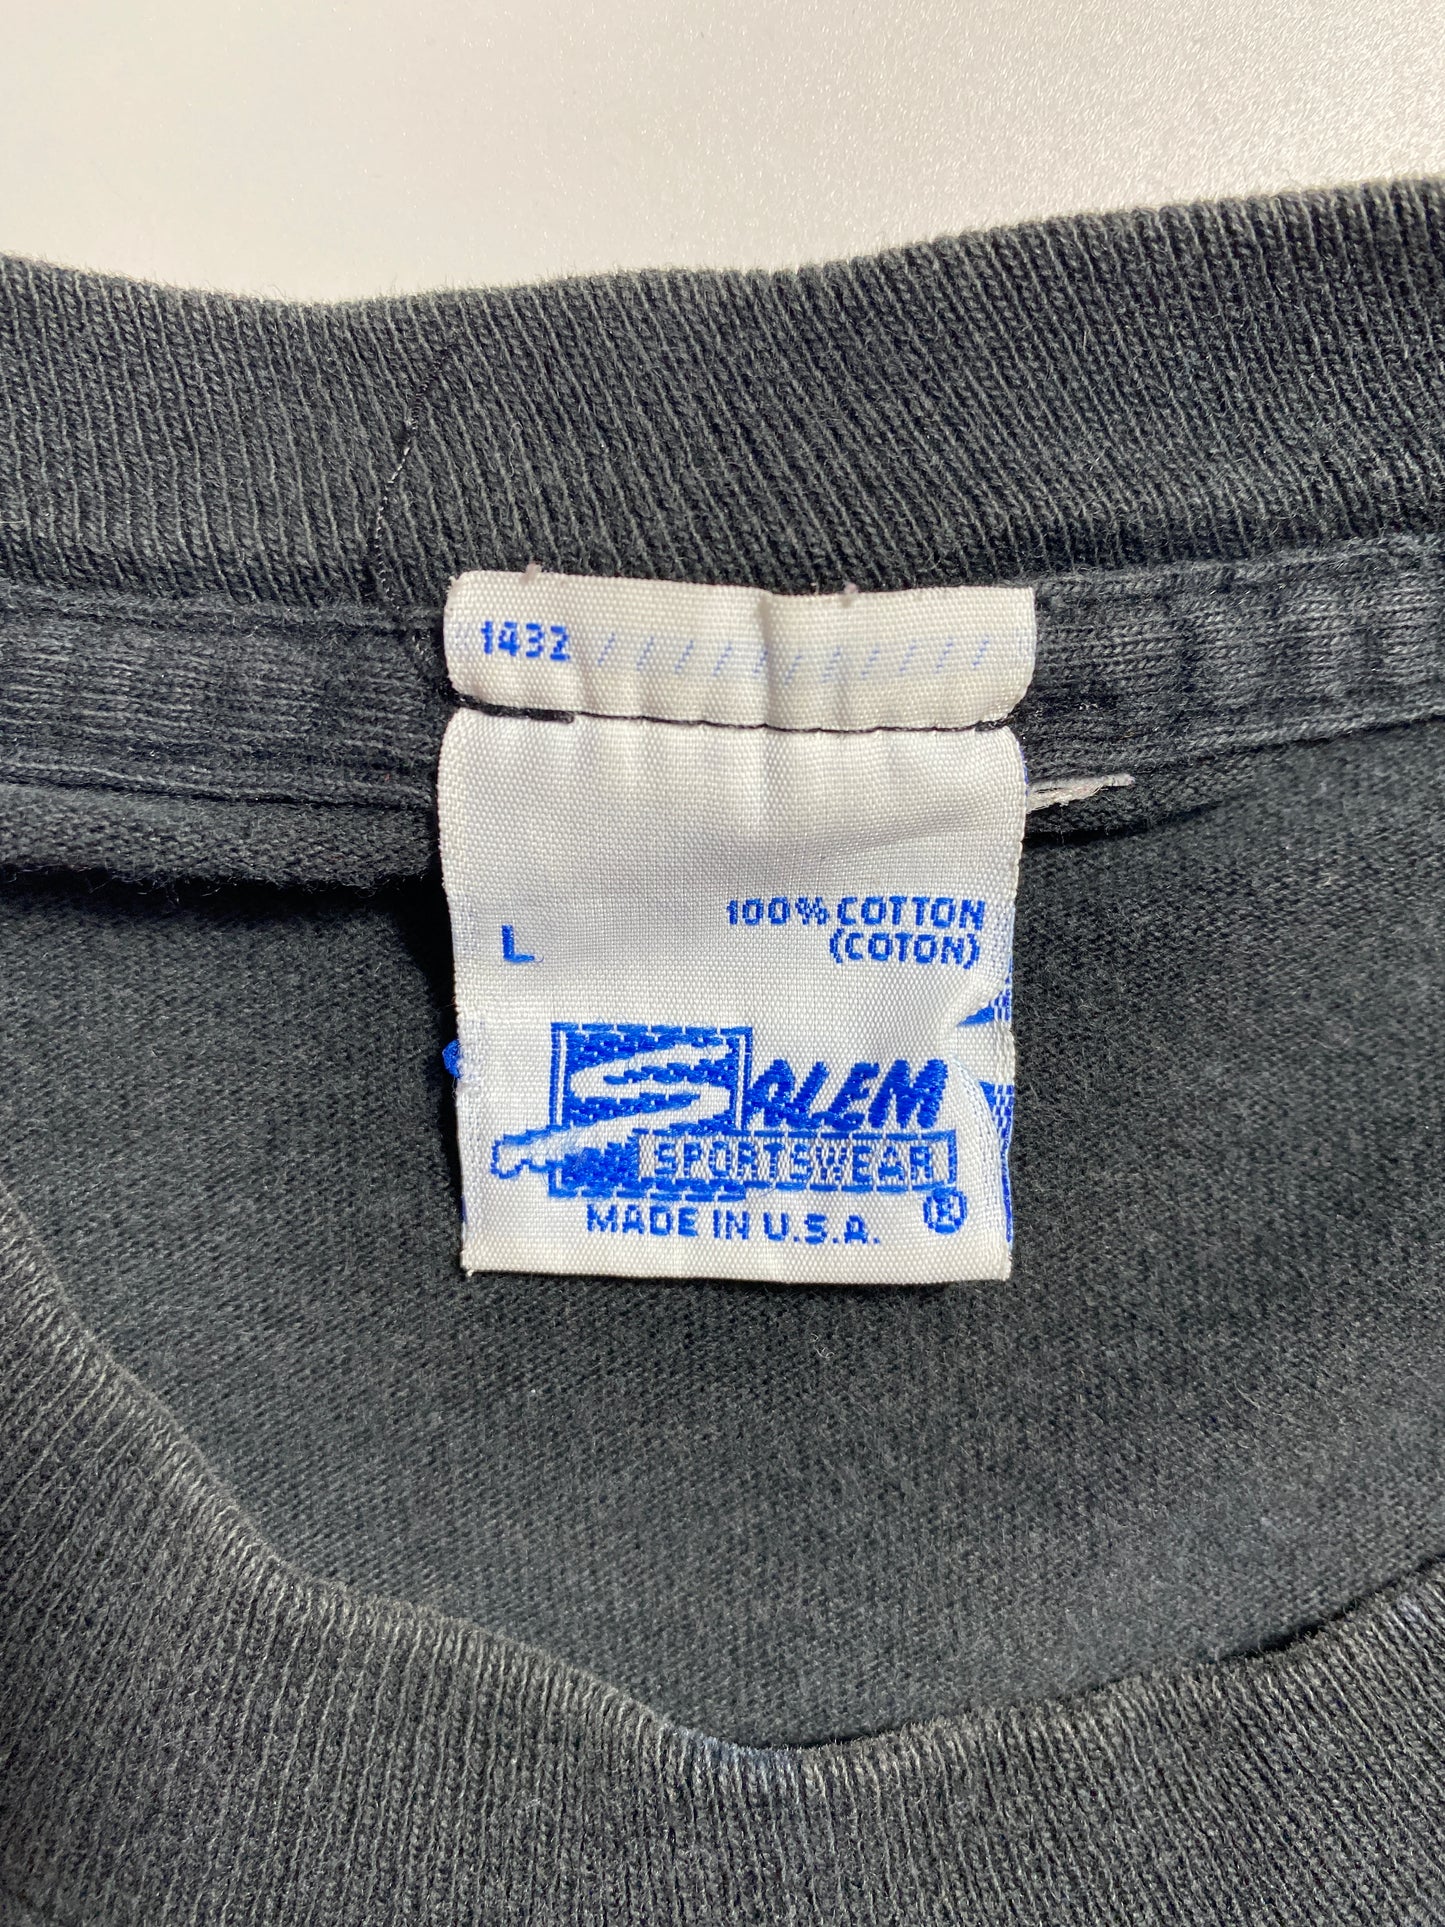 1432 / / / / / / / / / /
100% COTTON
L (COTON)
SALEM
SPORTSWEAR
®
MADE IN U.S.A.